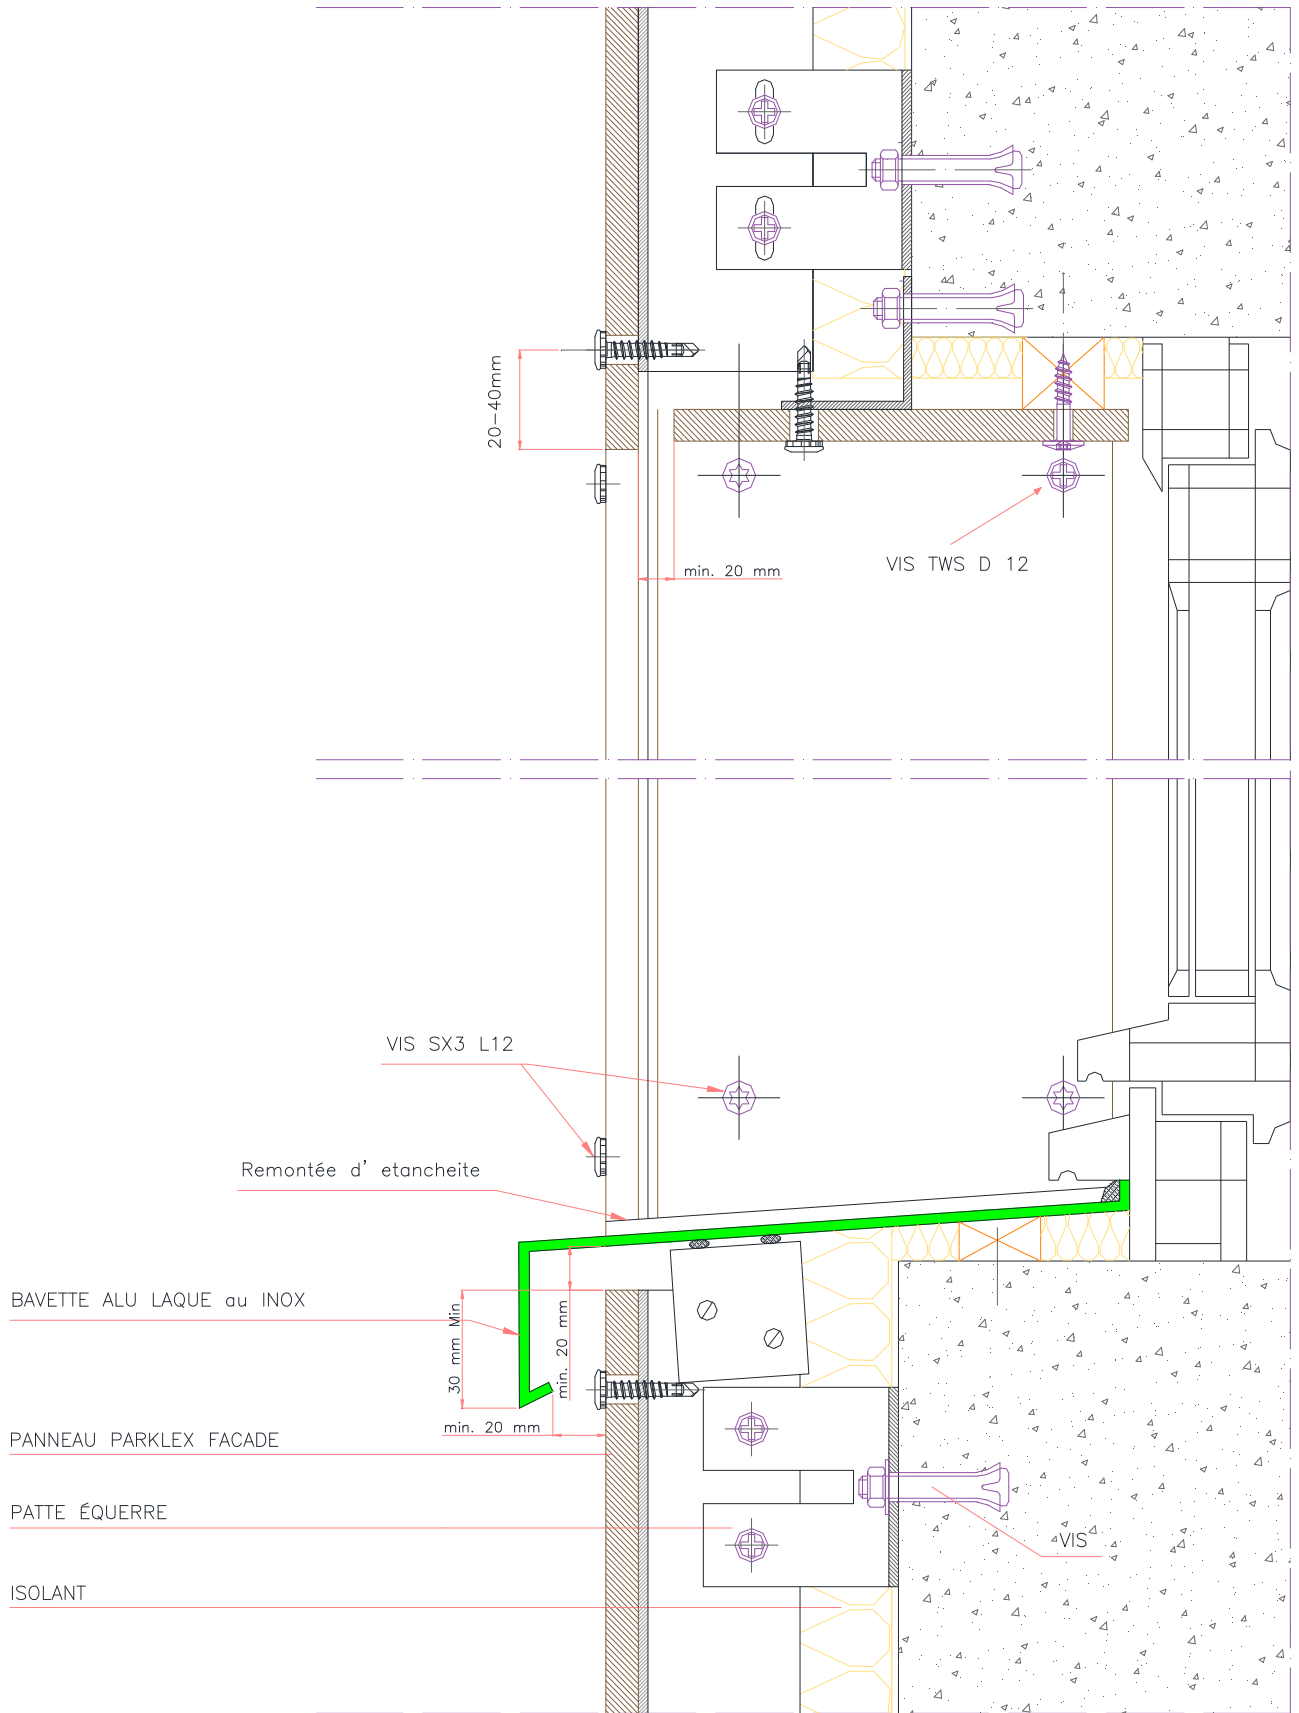 20-40mm
min. 20 mm
VIS TWS D 12
VIS SX3 L12
Remontée d' etancheite
BAVETTE ALU LAQUE au INOX
30 mm Min
min. 20 mm
min. 20 mm
PANNEAU PARKLEX FACADE
PATTE ÉQUERRE
VIS
ISOLANT